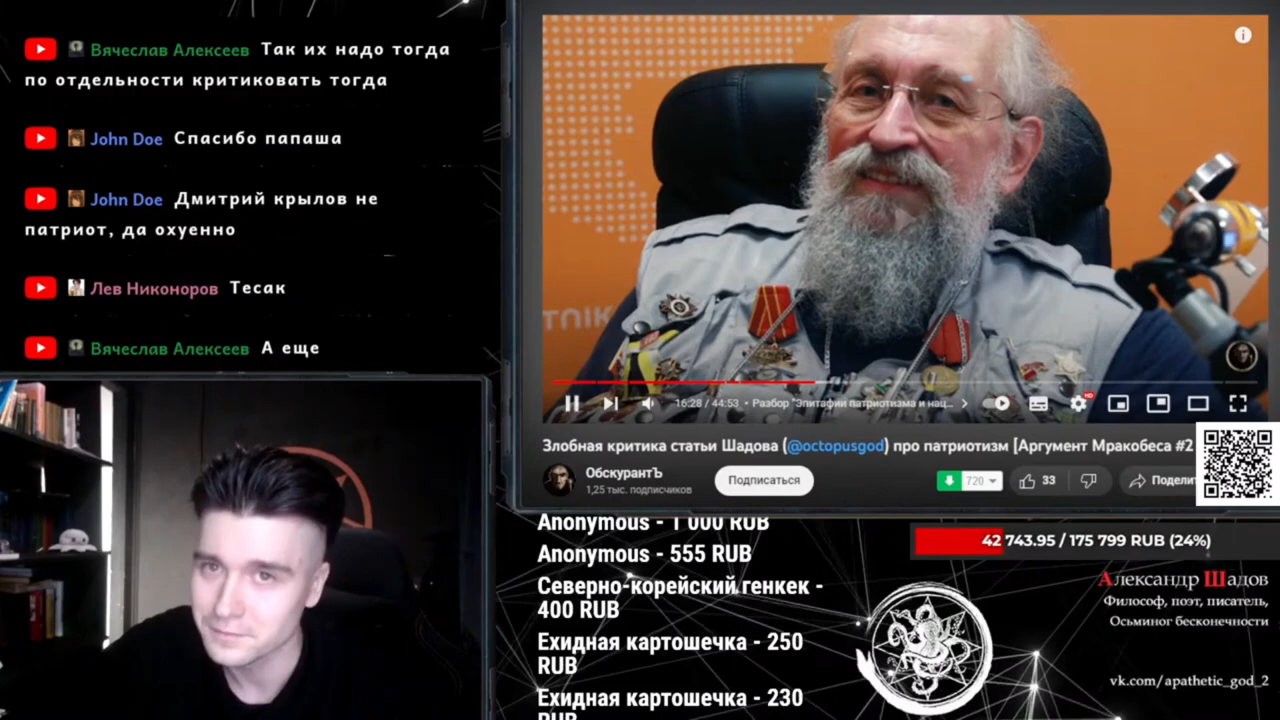 Вячеслав Алексеев Так их надо тогда
по отдельности критиковать тогда
John Doe Спасибо папаша
John Doe Дмитрий крылов не
патриот, да охуенно
Лев Никоноров Тесак
Вячеслав Алексеев А еще
16:28 / 44:53 • Разбор "Эпитафии патриотизма и нац...
HD
Злобная критика статьи Шадова (@octopusgod) про патриотизм [Аргумент Мракобеса #2
ОбскурантЪ
1,25 тыс. подписчиков
Подписаться
720
33
Поделит
Anonymous - 1 000 RUB
Anonymous - 555 RUB
Северно-корейский генкек -
400 RUB
Ехидная картошечка - 250
RUB
Ехидная картошечка - 230
RUB
42 743.95 / 175 799 RUB (24%)
Александр Шадов
Философ, поэт, писатель,
Осьминог бесконечности
vk.com/apathetic_god_2